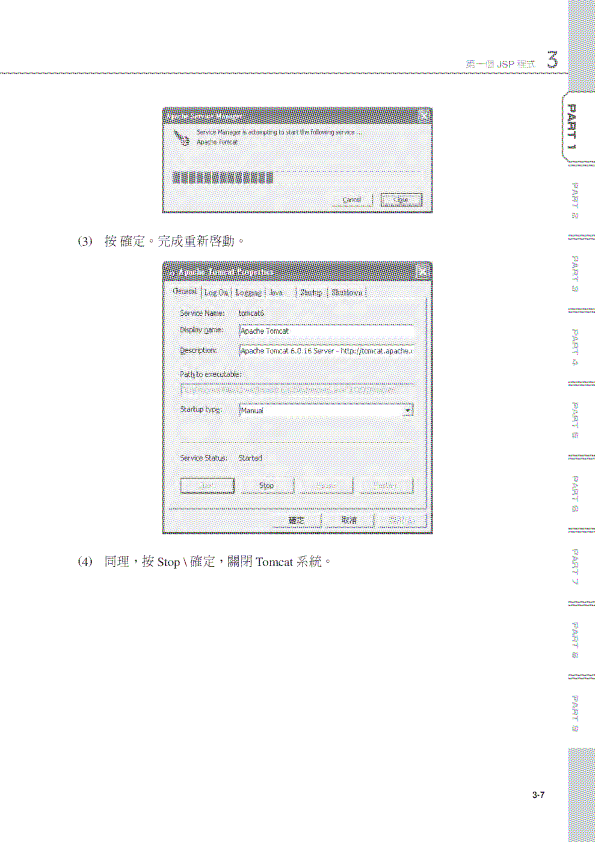 第一個 JSP 程式 3
Apache Service Manager
Service Manager is attempting to start the following service ...
Apache Tomcat
Cancel Close
(3) 按 確定。完成重新啓動。
Apache Tomcat Properties
General Log On Logging Java Startup Shutdown
Service Name: tomcat6
Display name: Apache Tomcat
Description: Apache Tomcat 6.0.16 Server - http://tomcat.apache.
Path to executable:
Startup type: Manual
Service Status: Started
Start Stop Pause Restart
確定 取消
(4) 同理，按 Stop \ 確定，關閉 Tomcat 系統。
PART 1
PART 2
PART 3
PART 4
PART 5
PART 6
PART 7
PART 8
PART 9
3-7